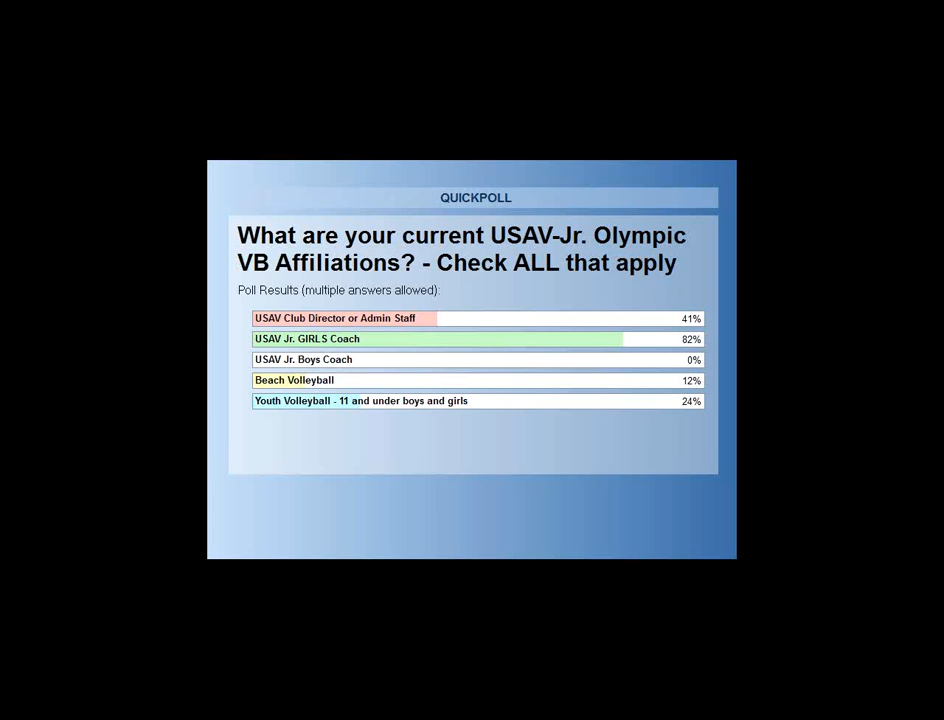 QUICKPOLL
What are your current USAV-Jr. Olympic
VB Affiliations? - Check ALL that apply
Poll Results (multiple answers allowed):
USAV Club Director or Admin Staff 41%
USAV Jr. GIRLS Coach 82%
USAV Jr. Boys Coach 0%
Beach Volleyball 12%
Youth Volleyball - 11 and under boys and girls 24%